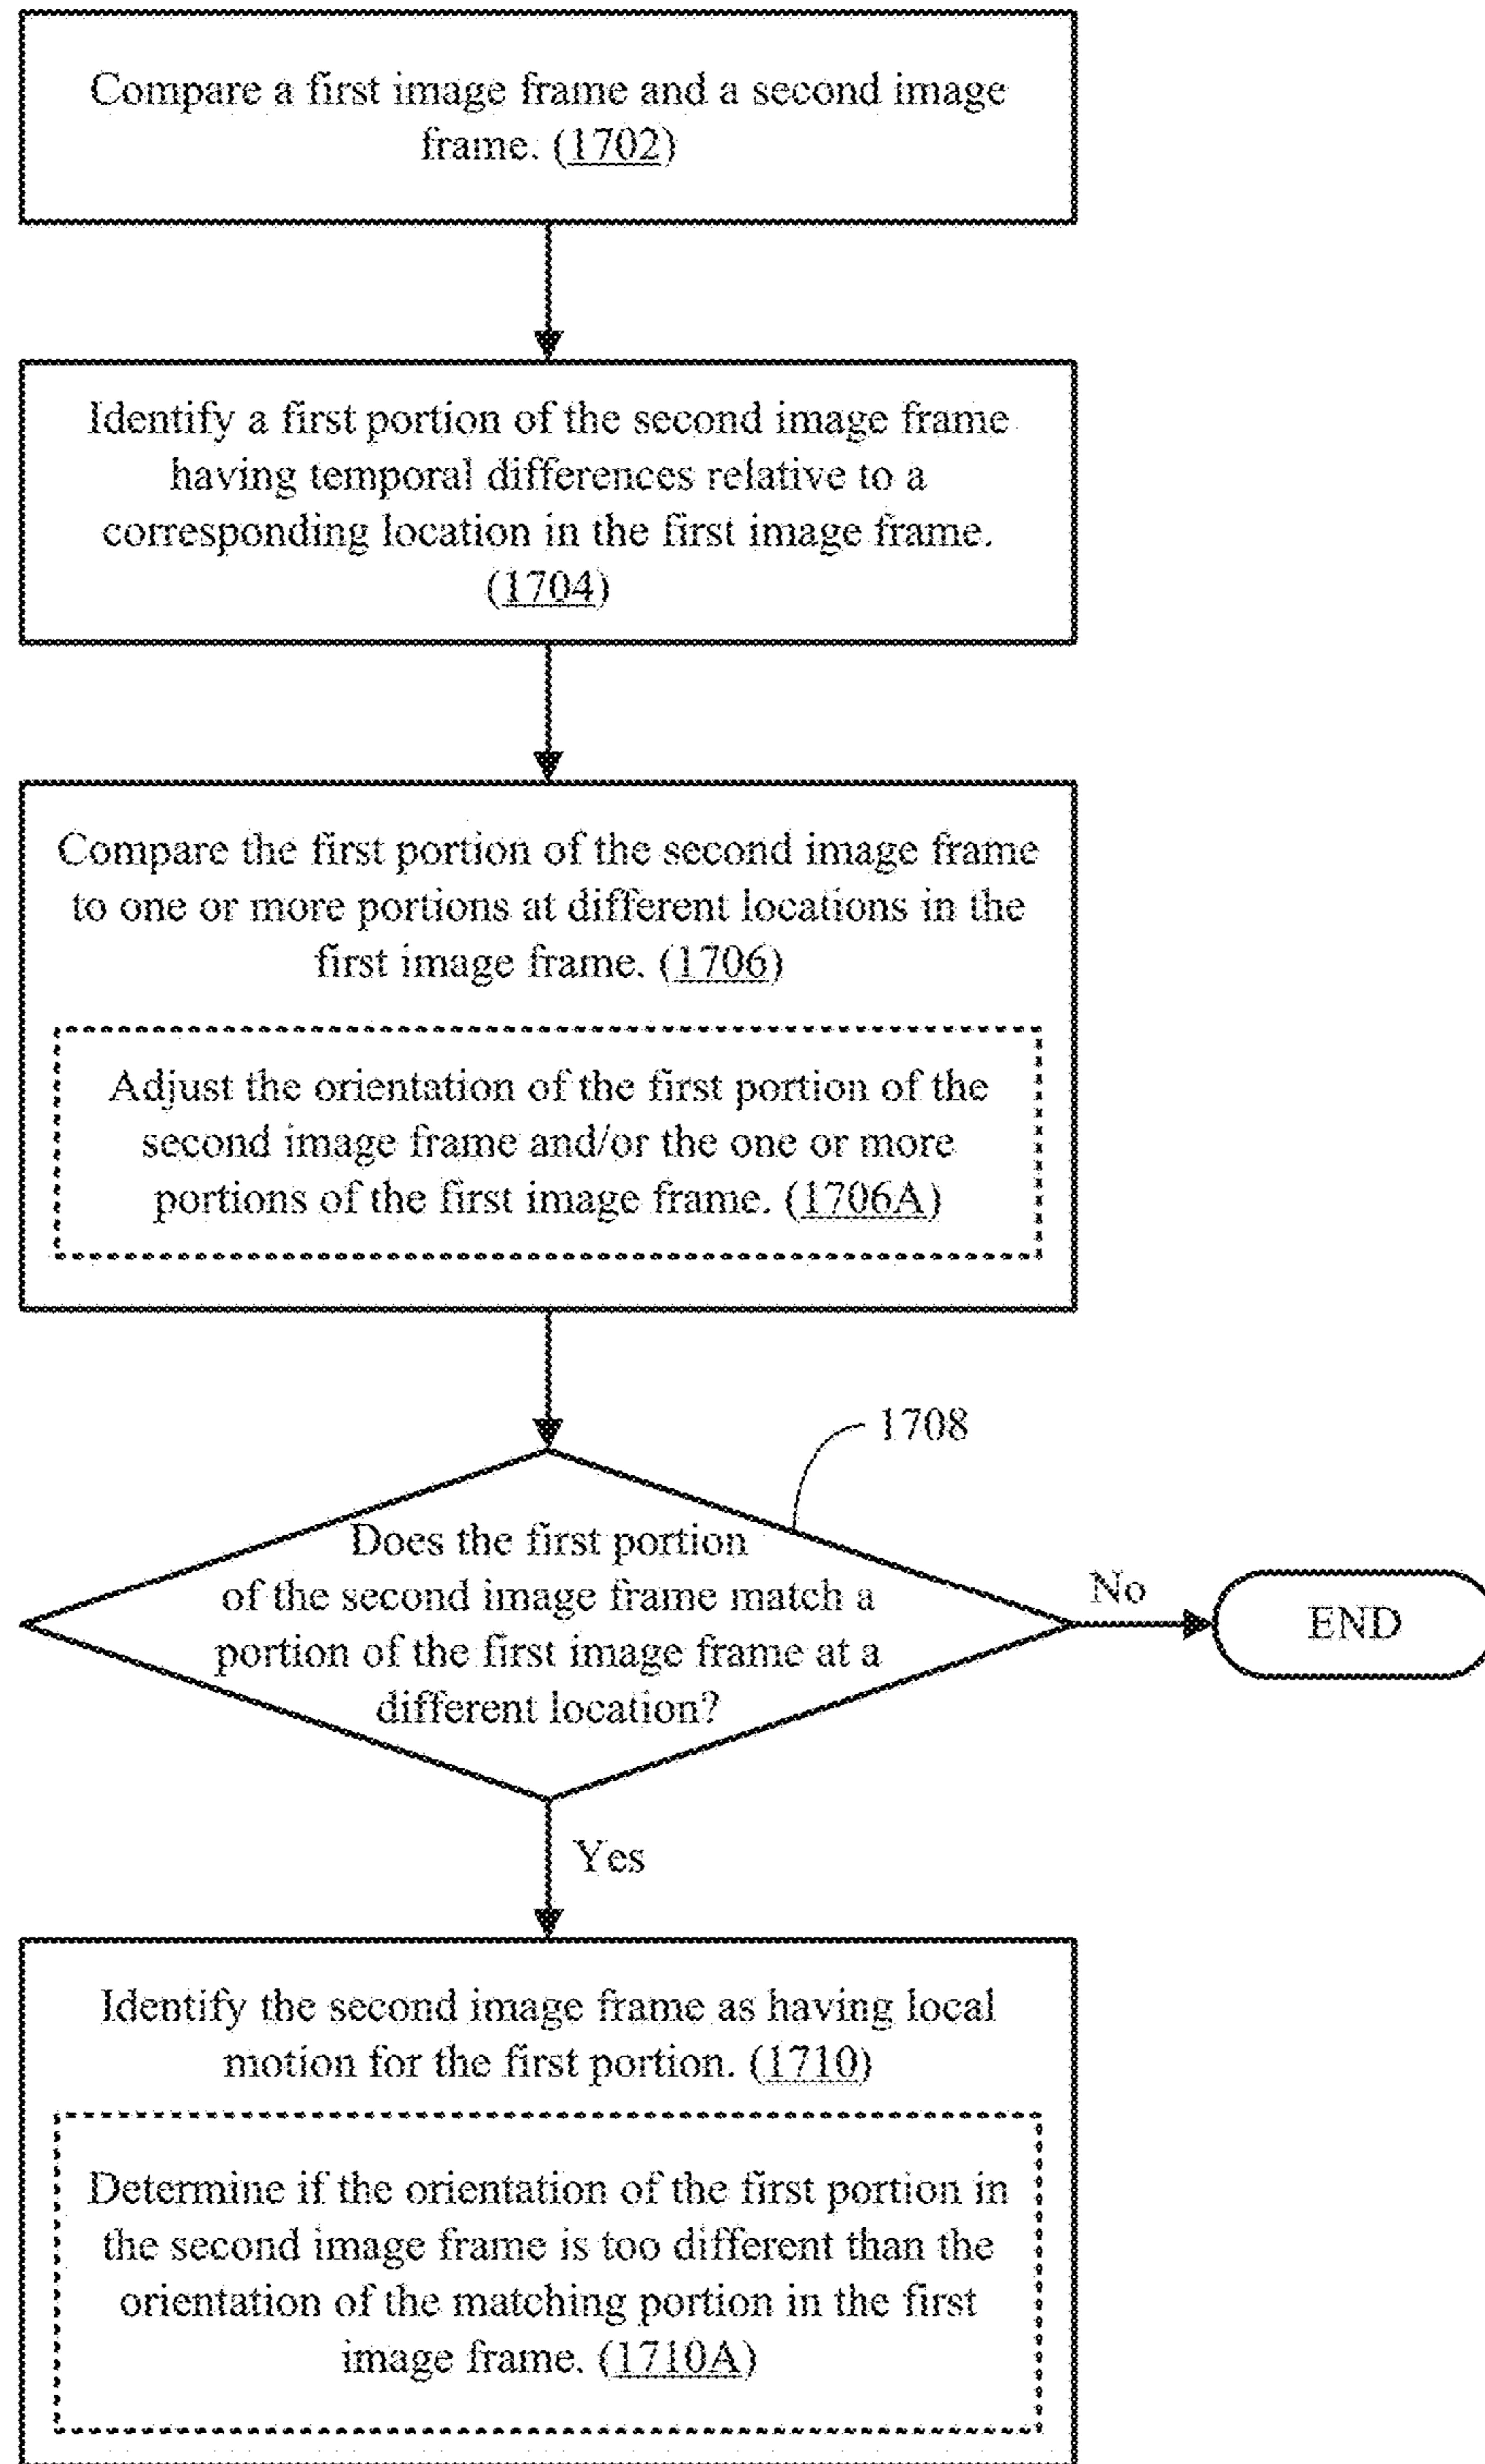 Compare a first image frame and a second image
frame. (1702)
Identify a first portion of the second image frame
having temporal differences relative to a
corresponding location in the first image frame.
(1704)
Compare the first portion of the second image frame
to one or more portions at different locations in the
first image frame. (1706)
Adjust the orientation of the first portion of the
second image frame and/or the one or more
portions of the first image frame. (1706A)
1708
Does the first portion
of the second image frame match a
portion of the first image frame at a
different location?
No
END
Yes
Identify the second image frame as having local
motion for the first portion. (1710)
Determine if the orientation of the first portion in
the second image frame is too different than the
orientation of the matching portion in the first
image frame. (1710A)